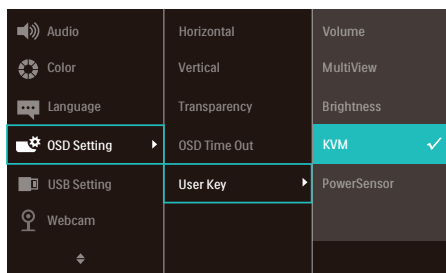 Audio
Color
Language
OSD Setting
USB Setting
Webcam
Horizontal
Vertical
Transparency
OSD Time Out
User Key
Volume
MultiView
Brightness
KVM
PowerSensor